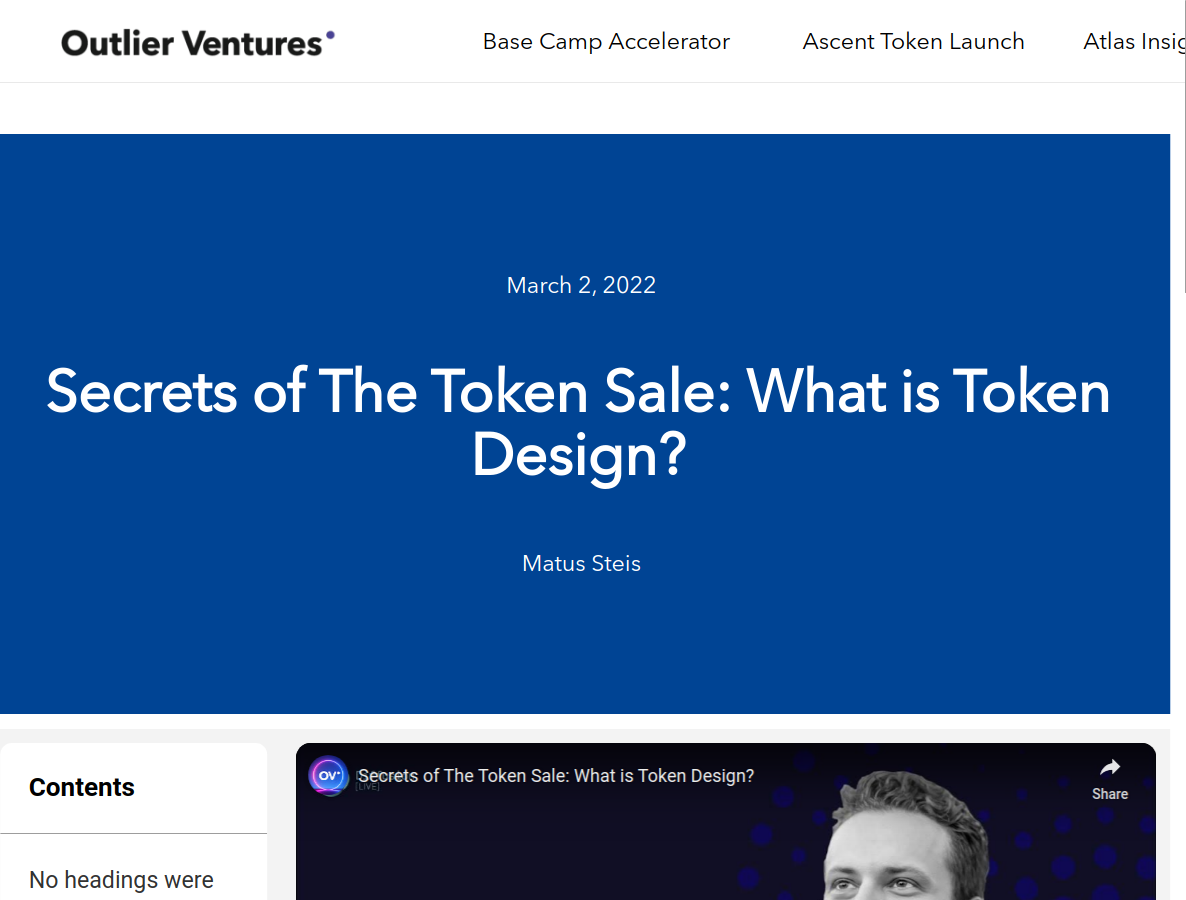 Outlier Ventures
Base Camp Accelerator
Ascent Token Launch
Atlas
March 2, 2022
Secrets of The Token Sale: What is Token
Design?
Matus Steis
Contents
No headings were
OV
Secrets of The Token Sale: What is Token Design?
[LIVE]
Share